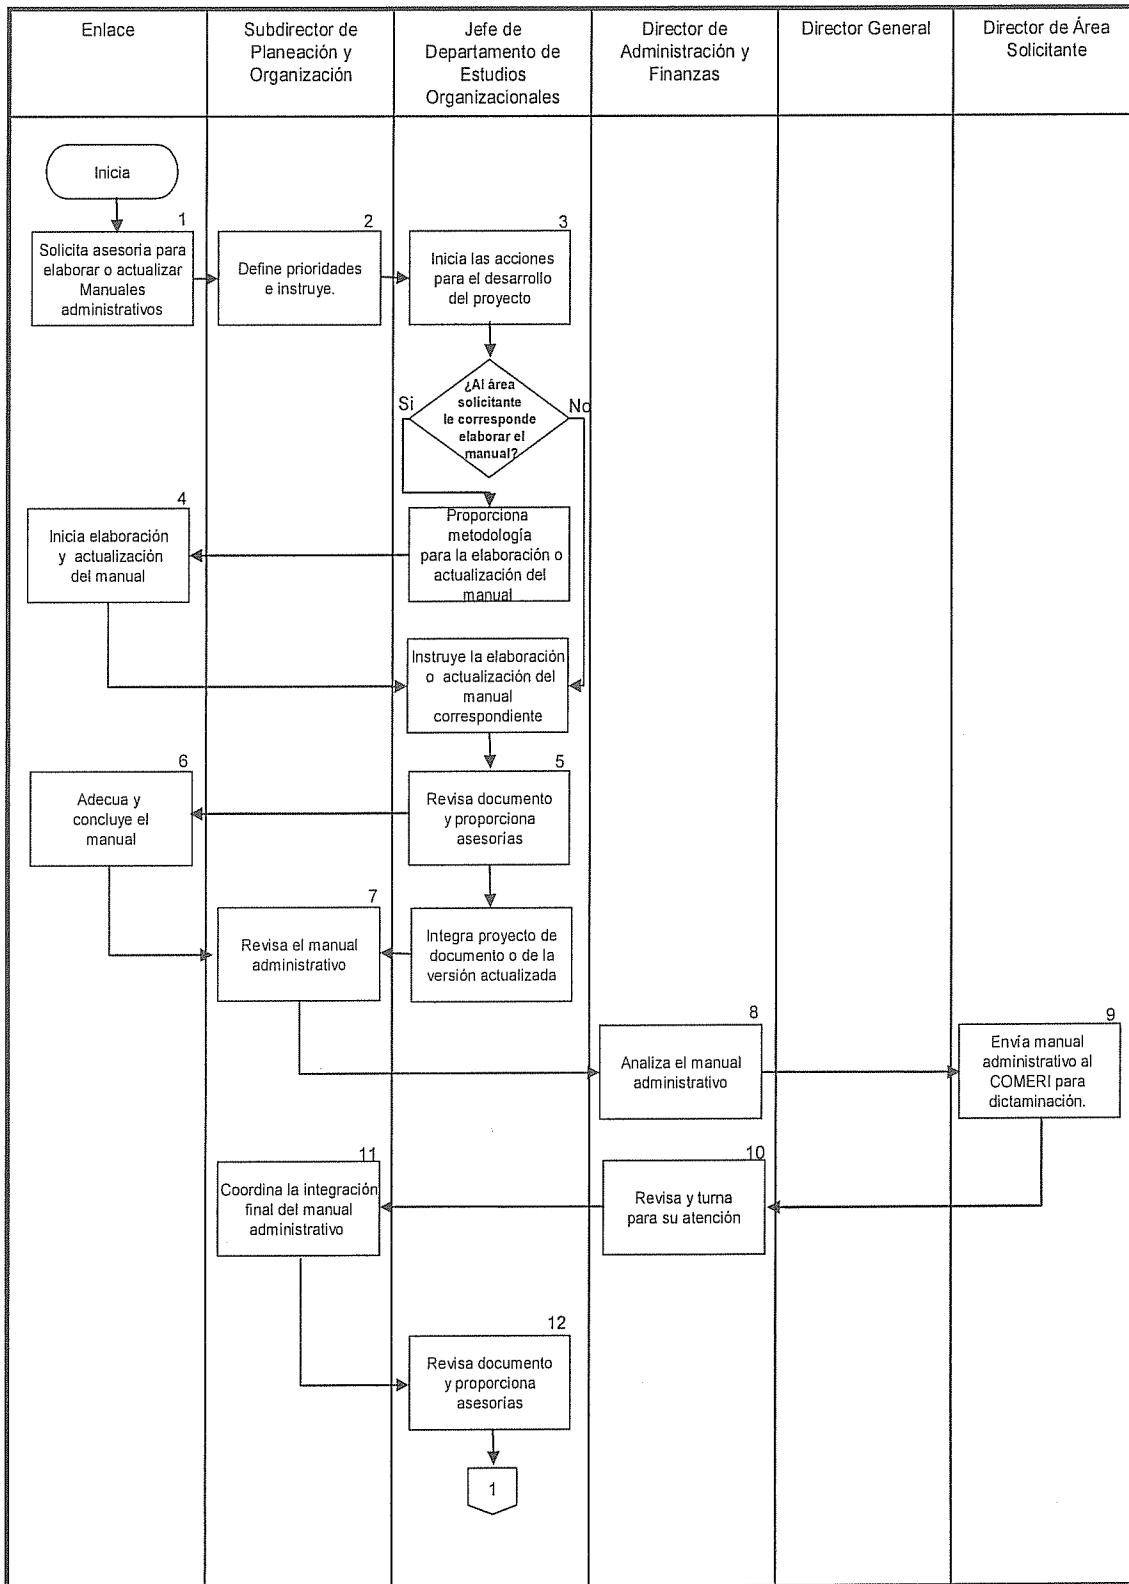 Enlace
Subdirector de
Planeación y
Organización
Jefe de
Departamento de
Estudios
Organizacionales
Director de
Administración y
Finanzas
Director General
Director de Área
Solicitante
Inicia
1
Solicita asesoria para
elaborar o actualizar
Manuales
administrativos
2
Define prioridades
e instruye.
3
Inicia las acciones
para el desarrollo
del proyecto
¿Al área
solicitante
le corresponde
elaborar el
manual?
Si
No
Proporciona
metodología
para la elaboración o
actualización del
manual
4
Inicia elaboración
y actualización
del manual
Instruye la elaboración
o actualización del
manual
correspondiente
5
Revisa documento
y proporciona
asesorías
6
Adecua y
concluye el
manual
Integra proyecto de
documento o de la
versión actualizada
7
Revisa el manual
administrativo
8
Analiza el manual
administrativo
9
Envía manual
administrativo al
COMERI para
dictaminación.
10
Revisa y turna
para su atención
11
Coordina la integración
final del manual
administrativo
12
Revisa documento
y proporciona
asesorías
1